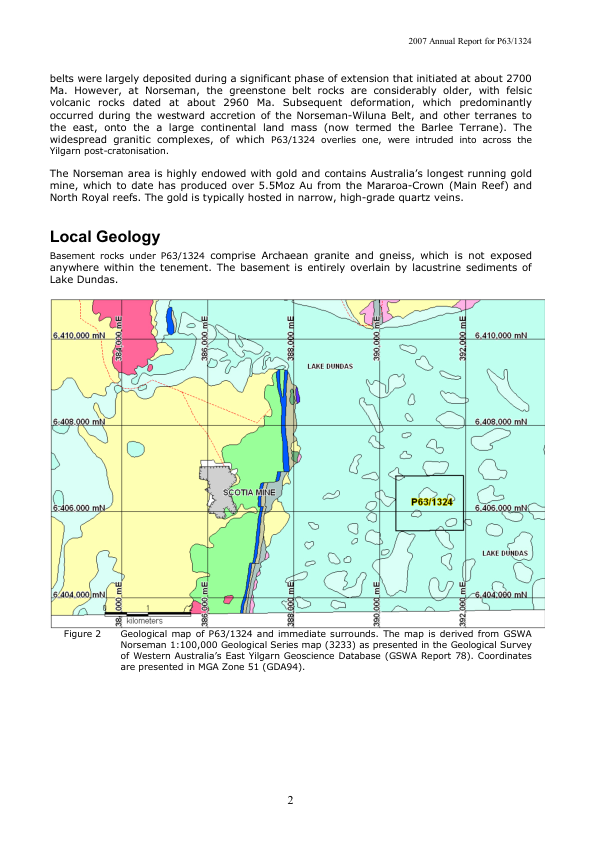 2007 Annual Report for P63/1324
belts were largely deposited during a significant phase of extension that initiated at about 2700
Ma. However, at Norseman, the greenstone belt rocks are considerably older, with felsic
volcanic rocks dated at about 2960 Ma. Subsequent deformation, which predominantly
occurred during the westward accretion of the Norseman-Wiluna Belt, and other terranes to
the east, onto the a large continental land mass (now termed the Barlee Terrane). The
widespread granitic complexes, of which P63/1324 overlies one, were intruded into across the
Yilgarn post-cratonisation.
The Norseman area is highly endowed with gold and contains Australia's longest running gold
mine, which to date has produced over 5.5Moz Au from the Mararoa-Crown (Main Reef) and
North Royal reefs. The gold is typically hosted in narrow, high-grade quartz veins.
Local Geology
Basement rocks under P63/1324 comprise Archaean granite and gneiss, which is not exposed
anywhere within the tenement. The basement is entirely overlain by lacustrine sediments of
Lake Dundas.
384,000 mE
386,000 mE
388,000 mE
390,000 mE
392,000 mE
6,410,000 mN
6,410,000 mN
LAKE DUNDAS
6,408,000 mN
6,408,000 mN
SCOTIA MINE
P63/1324
6,406,000 mN
6,406,000 mN
LAKE DUNDAS
6,404,000 mN
6,404,000 mN
384,000 mE
386,000 mE
388,000 mE
390,000 mE
392,000 mE
0 1 2
kilometers
Figure 2 Geological map of P63/1324 and immediate surrounds. The map is derived from GSWA
Norseman 1:100,000 Geological Series map (3233) as presented in the Geological Survey
of Western Australia's East Yilgarn Geoscience Database (GSWA Report 78). Coordinates
are presented in MGA Zone 51 (GDA94).
2